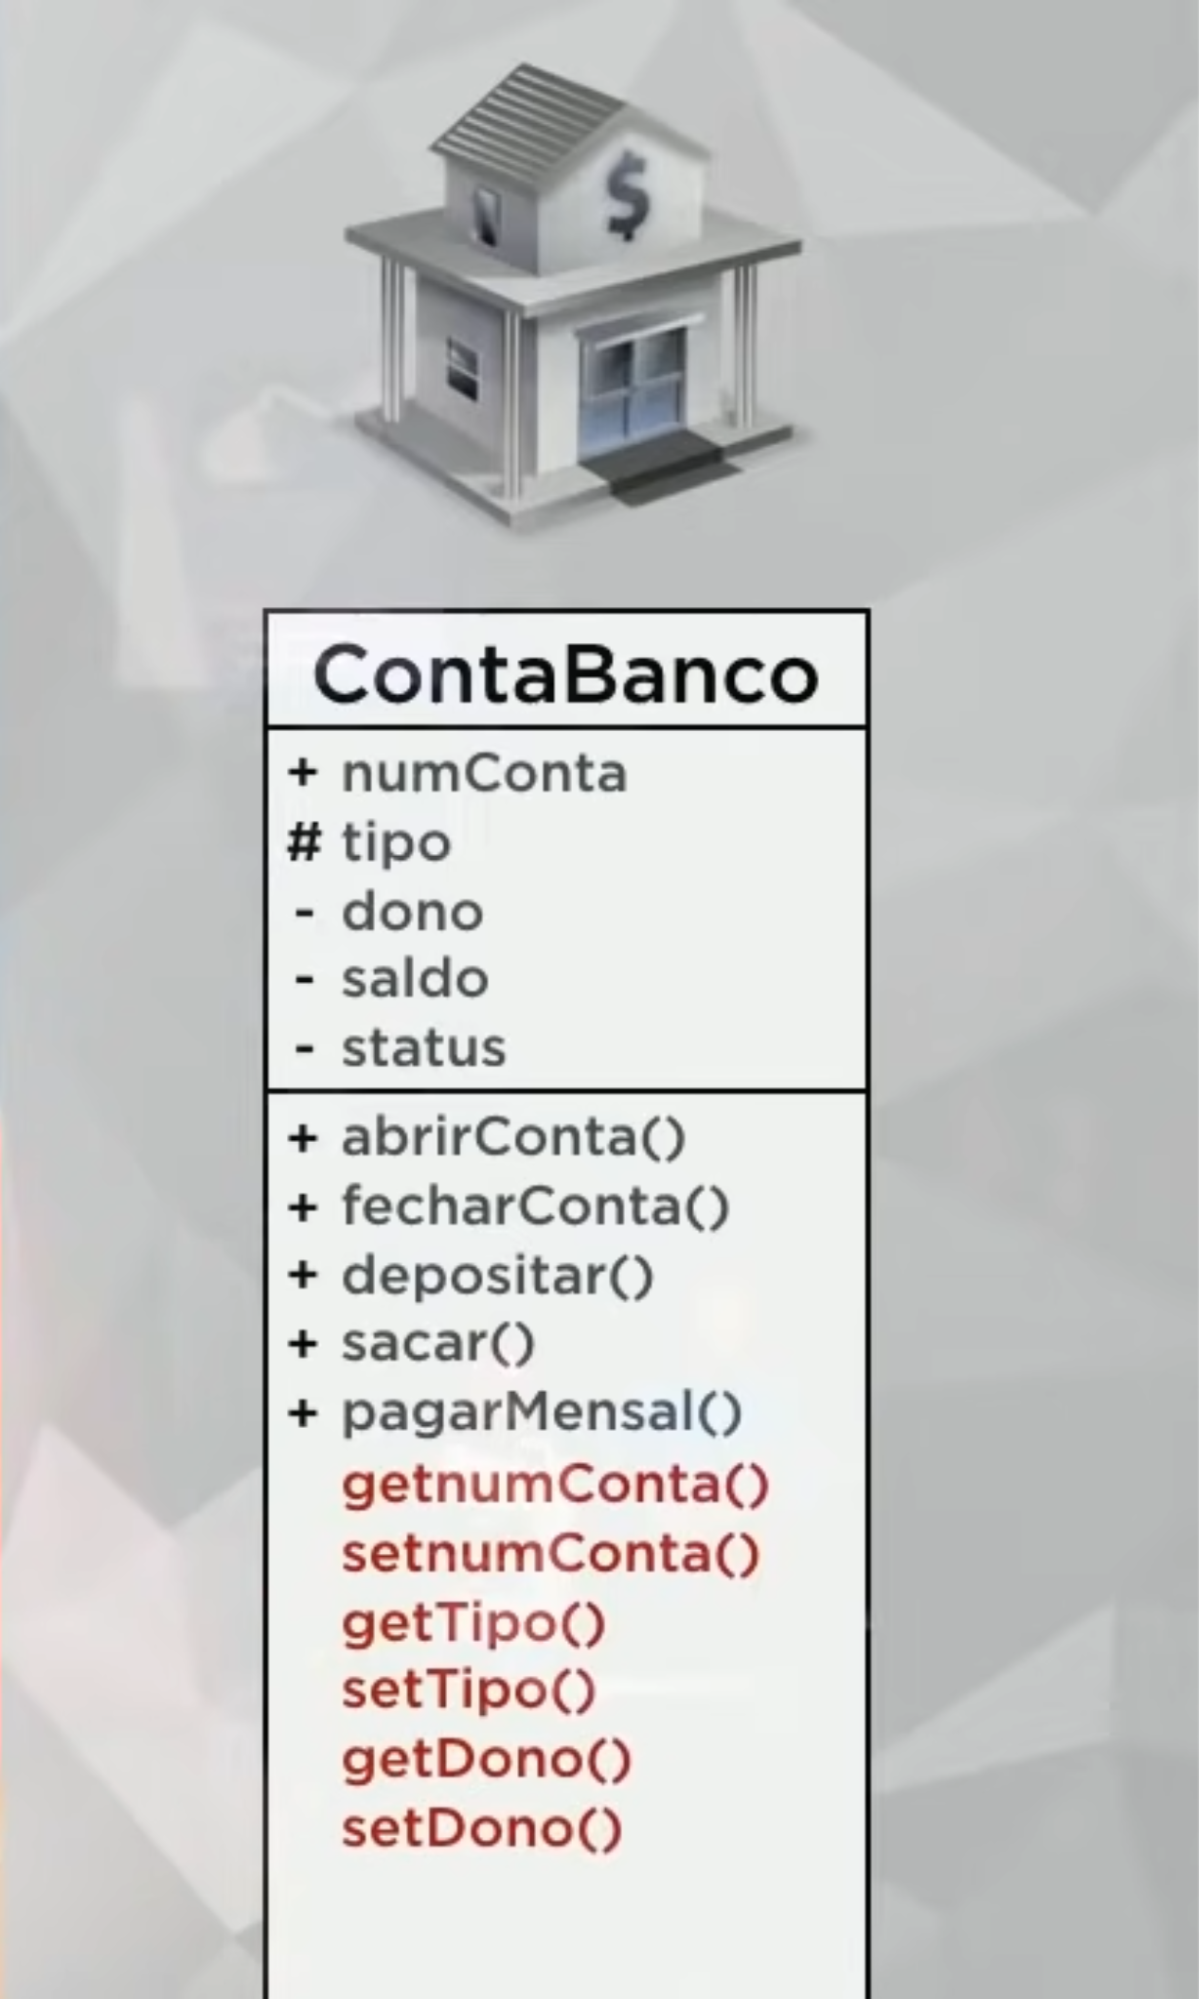 $
ContaBanco
+ numConta
# tipo
- dono
- saldo
- status
+ abrirConta()
+ fecharConta()
+ depositar()
+ sacar()
+ pagarMensal()
getnumConta()
setnumConta()
getTipo()
setTipo()
getDono()
setDono()